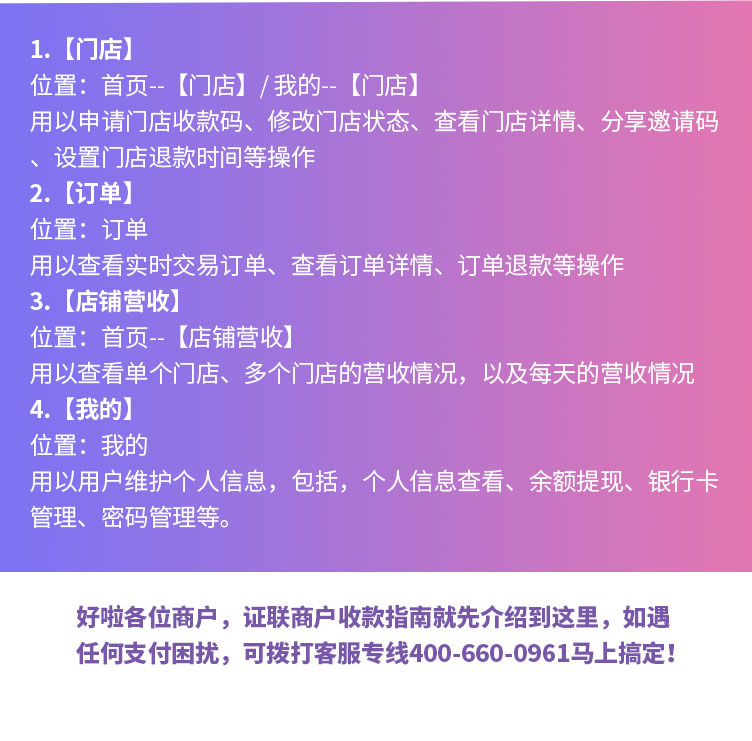 1.【门店】
位置：首页--【门店】/ 我的--【门店】
用以申请门店收款码、修改门店状态、查看门店详情、分享邀请码
、设置门店退款时间等操作
2.【订单】
位置：订单
用以查看实时交易订单、查看订单详情、订单退款等操作
3.【店铺营收】
位置：首页--【店铺营收】
用以查看单个门店、多个门店的营收情况，以及每天的营收情况
4.【我的】
位置：我的
用以用户维护个人信息，包括，个人信息查看、余额提现、银行卡
管理、密码管理等。
好啦各位商户，证联商户收款指南就先介绍到这里，如遇
任何支付困扰，可拨打客服专线400-660-0961马上搞定！